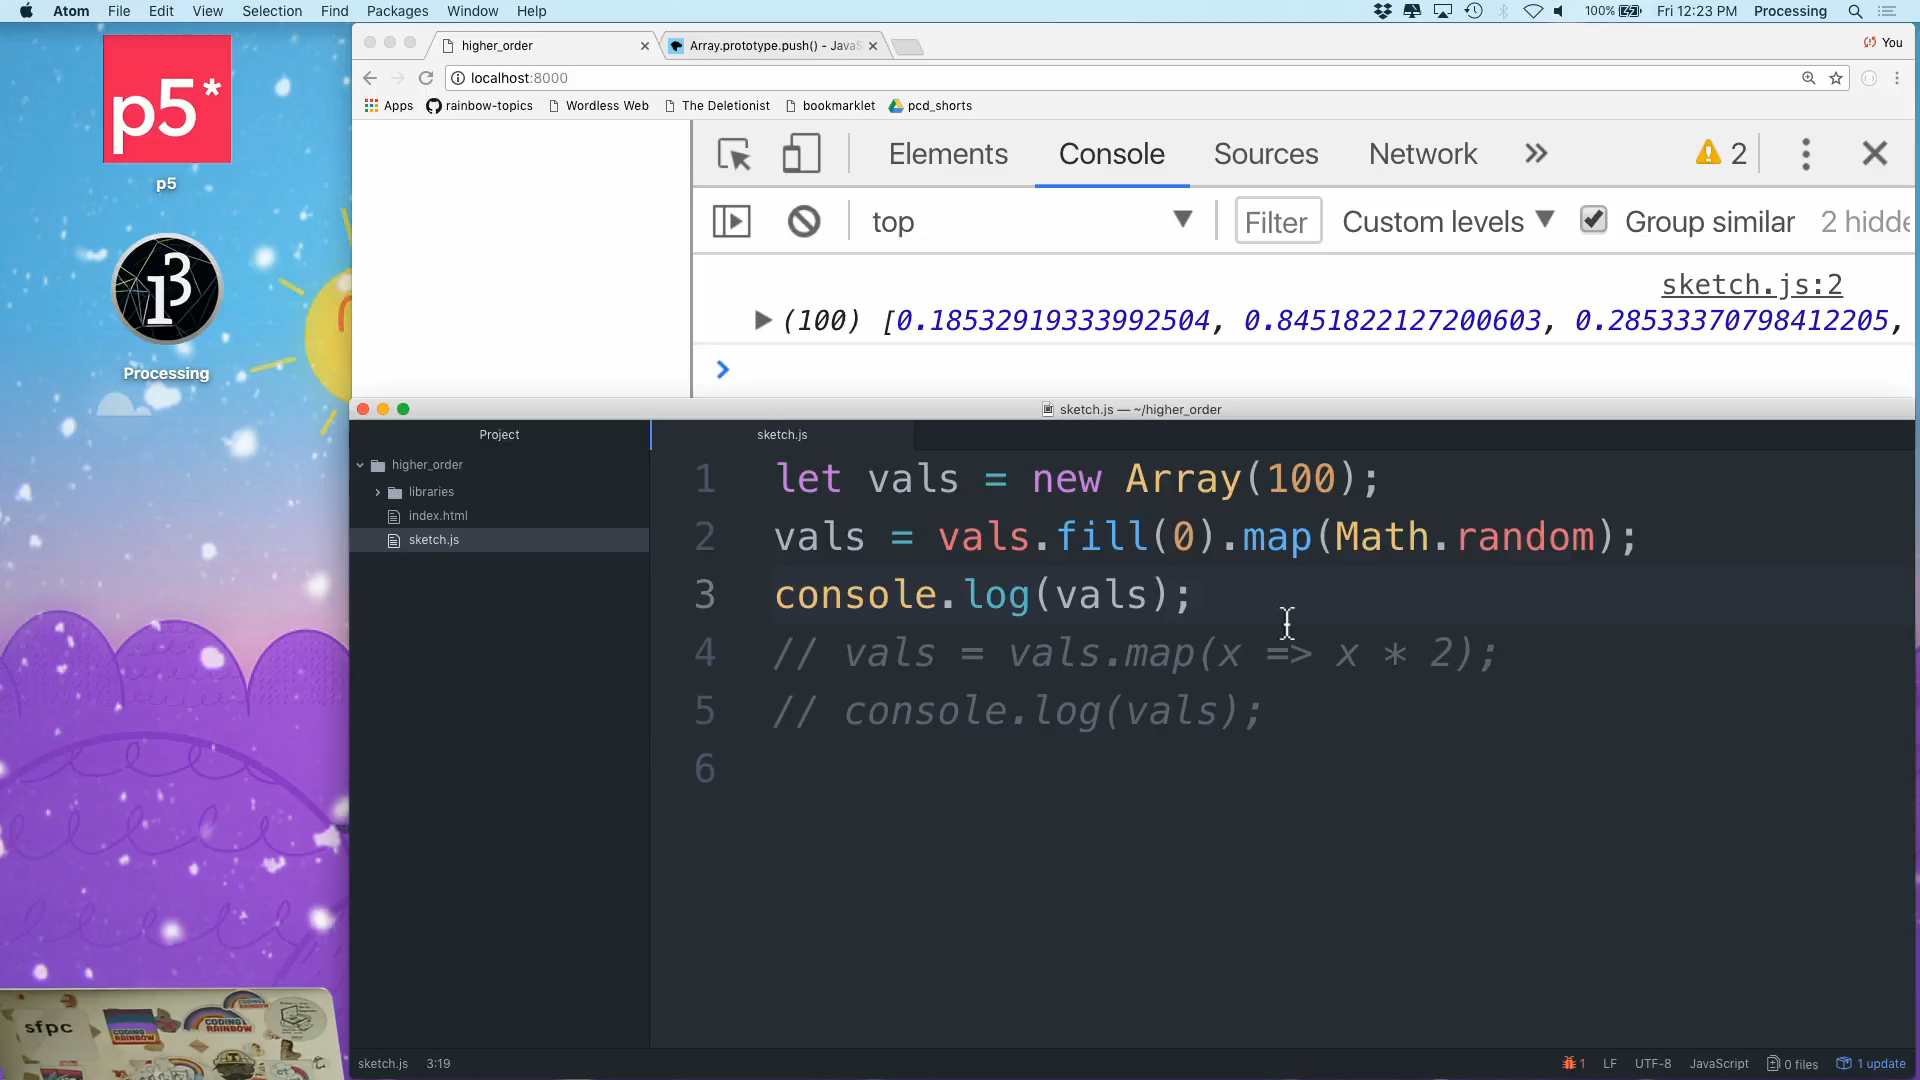 Atom File Edit View Selection Find Packages Window Help 100% Fri 12:23 PM Processing
higher_order Array.prototype.push() - JavaS You
localhost:8000
Apps rainbow-topics Wordless Web The Deletionist bookmarklet pcd_shorts
p5*
p5
Processing
Elements Console Sources Network 2
top Filter Custom levels Group similar 2 hidde
sketch.js:2
(100) [0.18532919333992504, 0.8451822127200603, 0.28533370798412205,
sketch.js — ~/higher_order
Project
higher_order
libraries
index.html
sketch.js
sketch.js
1 let vals = new Array(100);
2 vals = vals.fill(0).map(Math.random);
3 console.log(vals);
4 // vals = vals.map(x => x * 2);
5 // console.log(vals);
6
sfpc
CODING RAINBOW
CODING RAINBOW
sketch.js 3:19 1 LF UTF-8 JavaScript 0 files 1 update